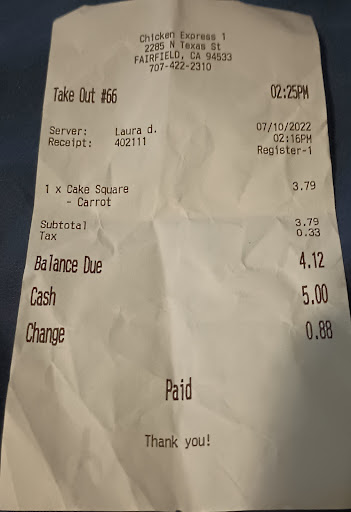 Chicken Express 1
2285 N Texas St
FAIRFIELD, CA 94533
707-422-2310
Take Out #66 02:25PM
Server: Laura d. 07/10/2022
Receipt: 402111 02:16PM
Register-1
1 x Cake Square 3.79
- Carrot
Subtotal 3.79
Tax 0.33
Balance Due 4.12
Cash 5.00
Change 0.88
Paid
Thank you!